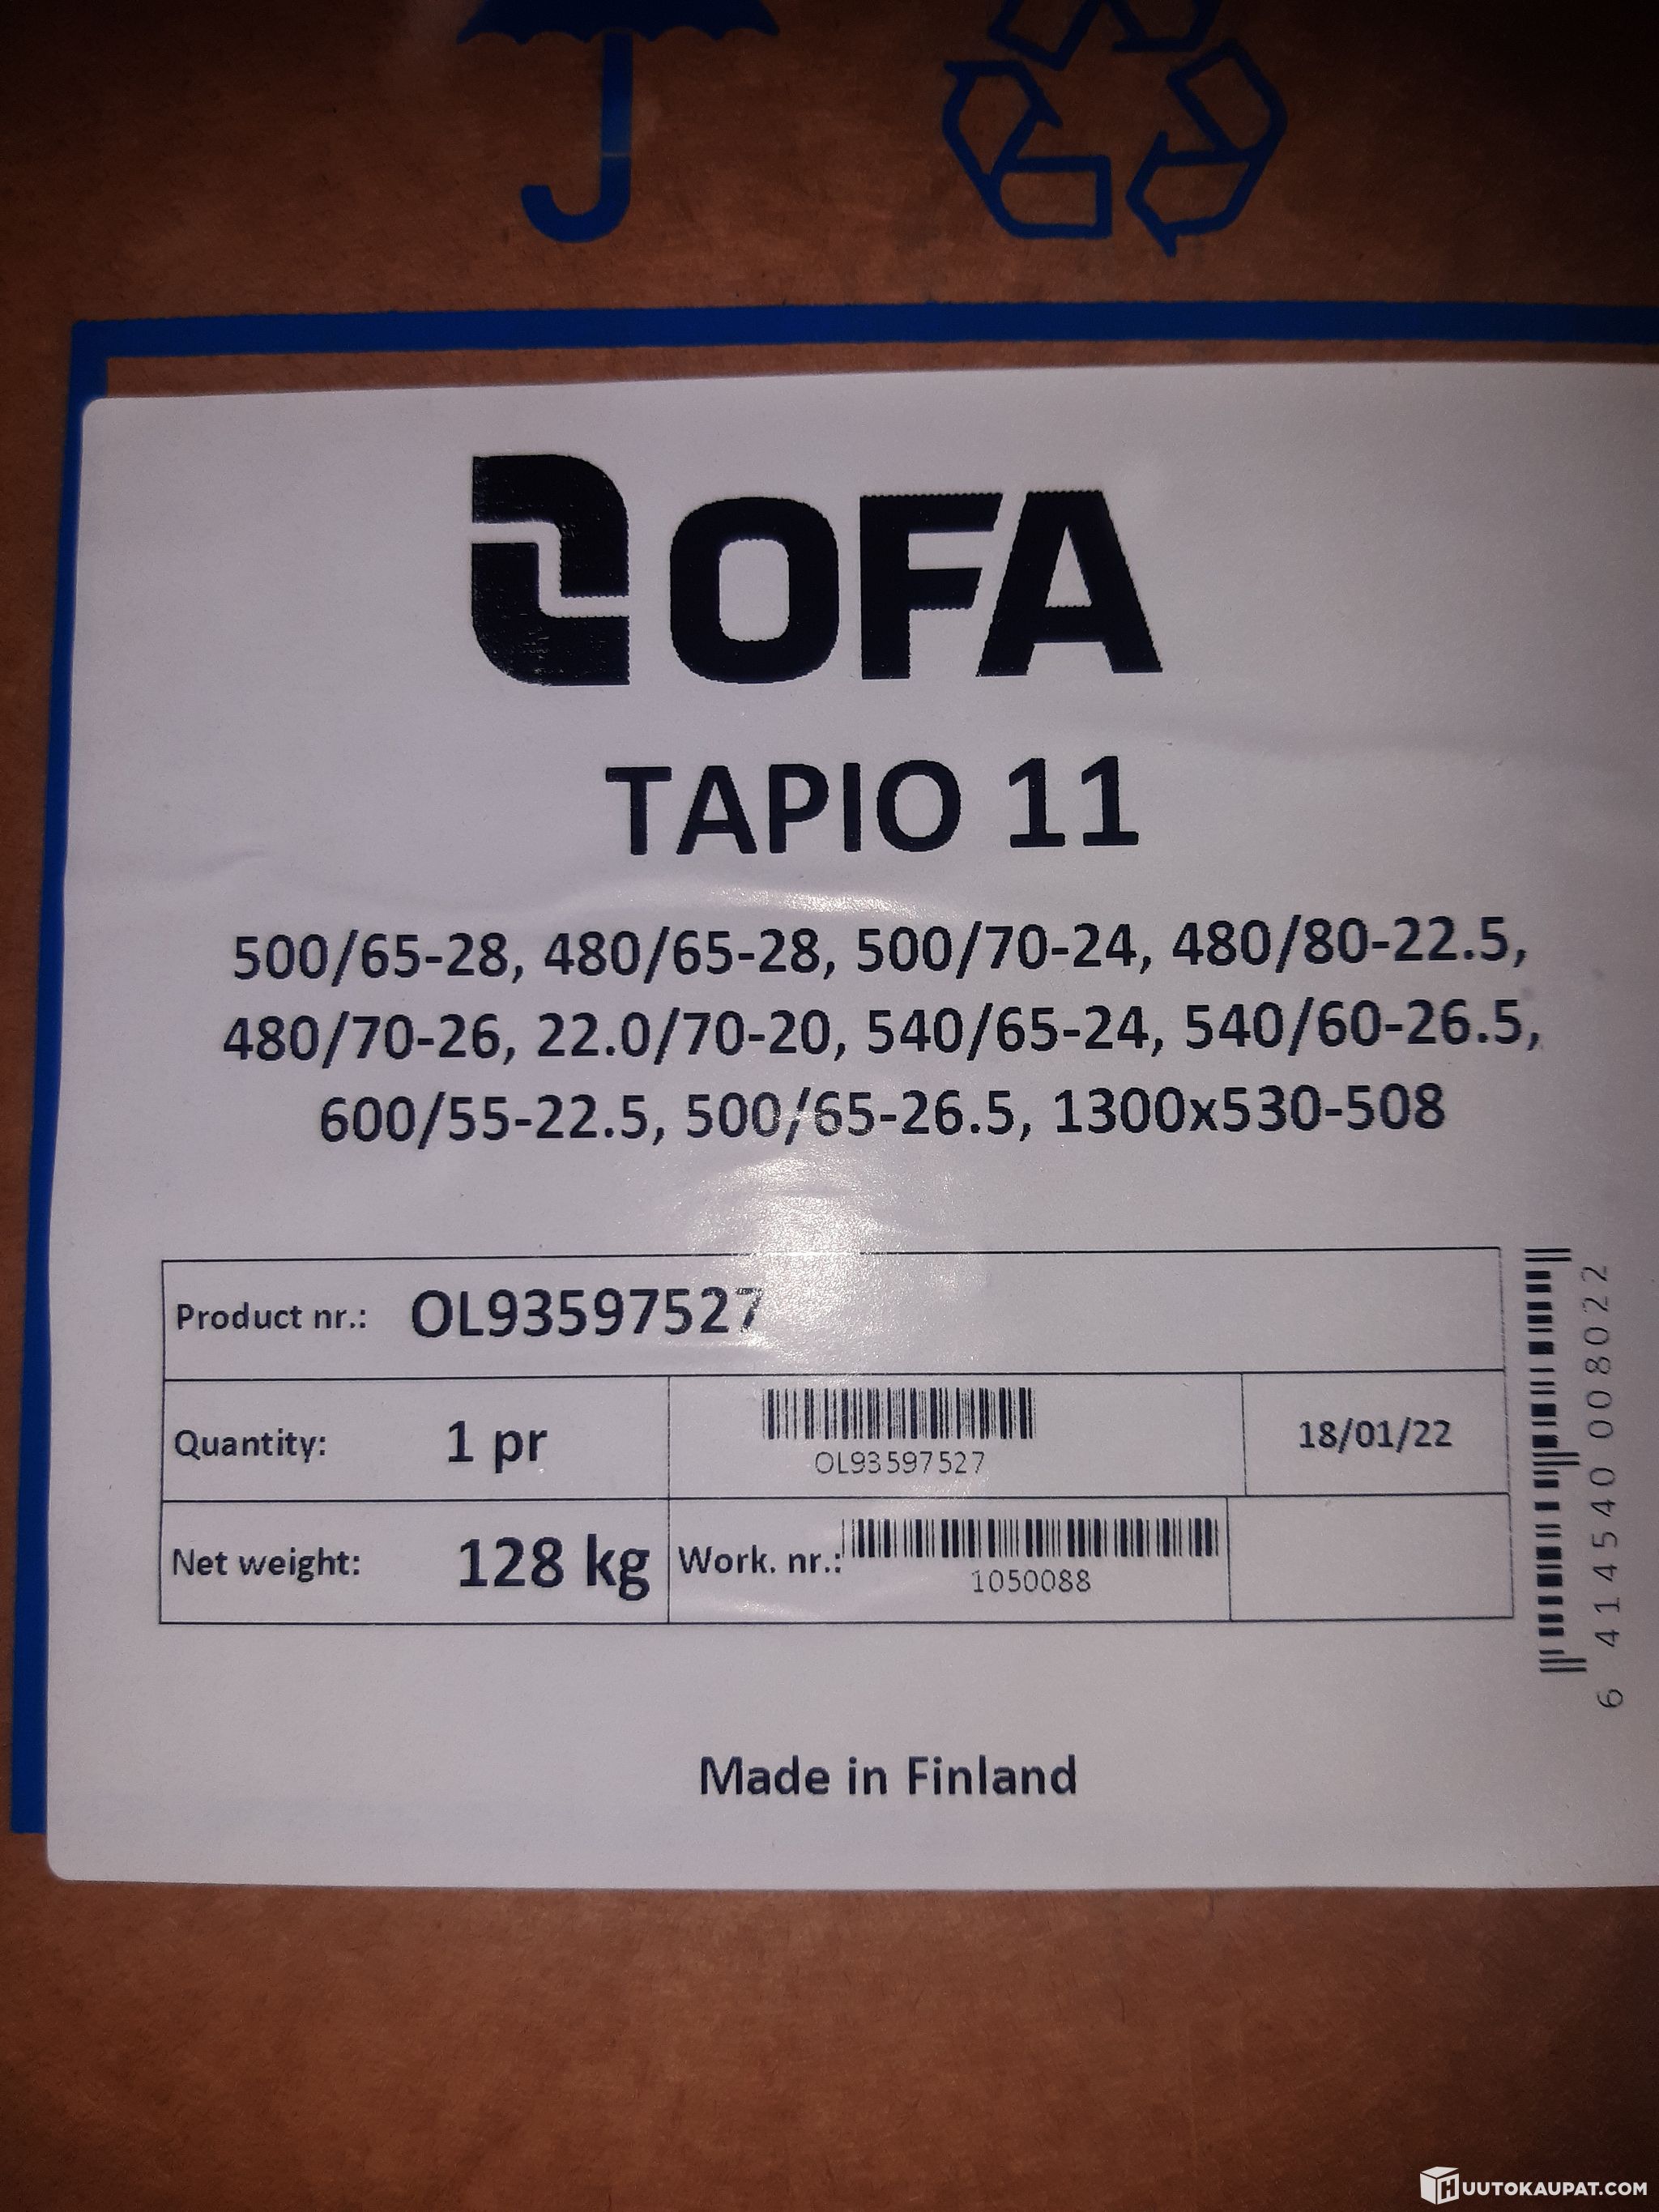 OFA
TAPIO 11
500/65-28, 480/65-28, 500/70-24, 480/80-22.5,
480/70-26, 22.0/70-20, 540/65-24, 540/60-26.5,
600/55-22.5, 500/65-26.5, 1300x530-508
Product nr.: OL93597527
Quantity: 1 pr
OL93597527
18/01/22
Net weight: 128 kg
Work. nr.:
1050088
6 414540 008022
Made in Finland
HUUTOKAUPAT.COM